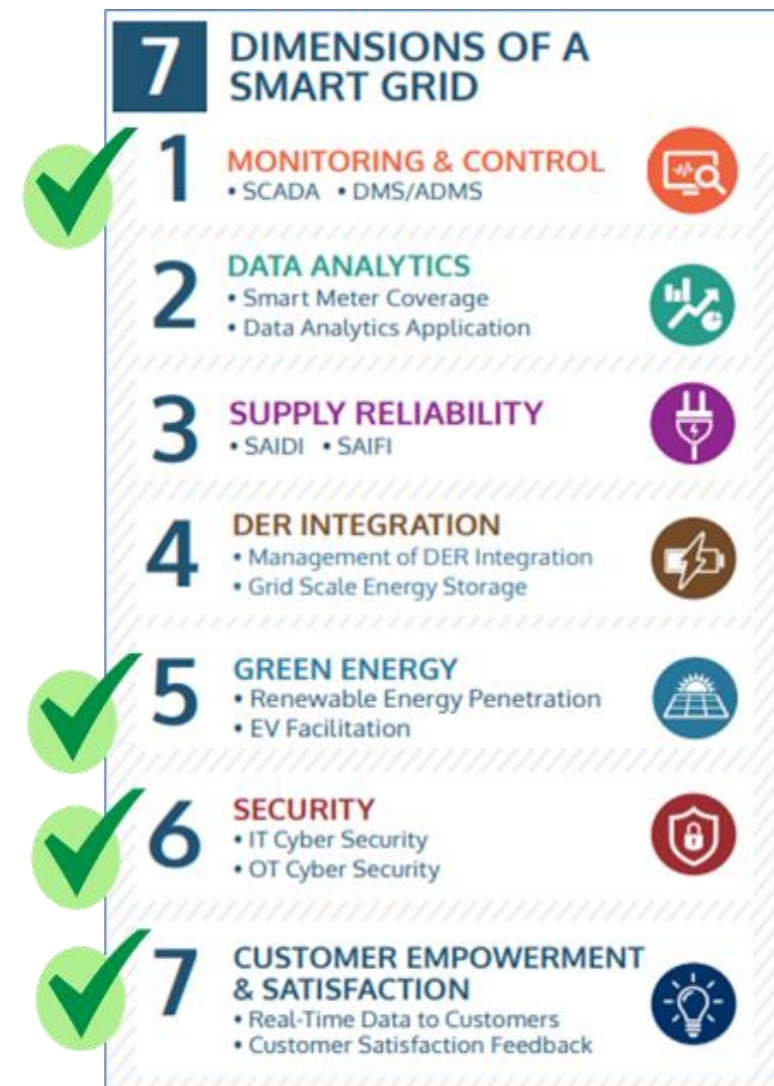 7 DIMENSIONS OF A
SMART GRID
1 MONITORING & CONTROL
• SCADA • DMS/ADMS
2 DATA ANALYTICS
• Smart Meter Coverage
• Data Analytics Application
3 SUPPLY RELIABILITY
• SAIDI • SAIFI
4 DER INTEGRATION
• Management of DER Integration
• Grid Scale Energy Storage
5 GREEN ENERGY
• Renewable Energy Penetration
• EV Facilitation
6 SECURITY
• IT Cyber Security
• OT Cyber Security
7 CUSTOMER EMPOWERMENT
& SATISFACTION
• Real-Time Data to Customers
• Customer Satisfaction Feedback